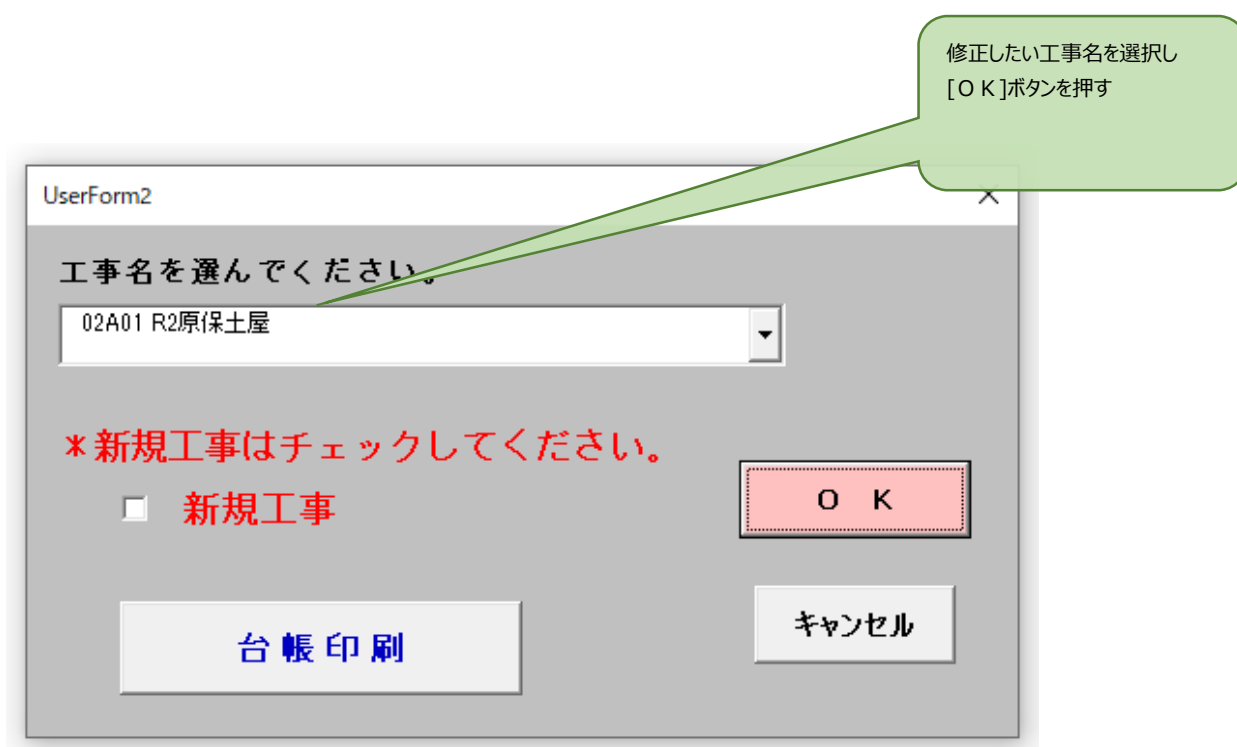 修正したい工事名を選択し
[ＯＫ]ボタンを押す
UserForm2
工事名を選んでください。
02A01 R2原保土屋
＊新規工事はチェックしてください。
新規工事
Ｏ Ｋ
台帳印刷
キャンセル